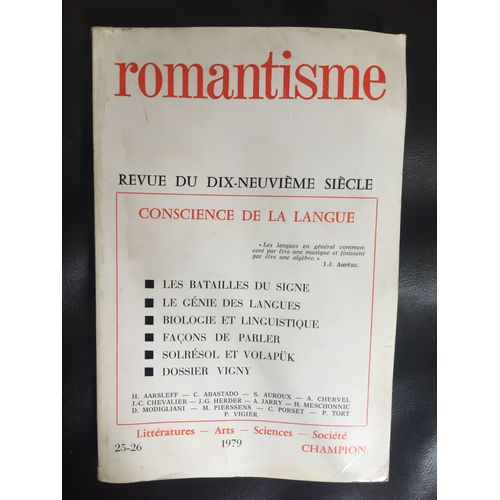 romantisme
REVUE DU DIX-NEUVIÈME SIÈCLE
CONSCIENCE DE LA LANGUE
« Les langues en général commen-
cent par être une musique et finissent
par être une algèbre. »
J.-J. AMPÈRE.
■ LES BATAILLES DU SIGNE
■ LE GÉNIE DES LANGUES
■ BIOLOGIE ET LINGUISTIQUE
■ FAÇONS DE PARLER
■ SOLRÉSOL ET VOLAPÜK
■ DOSSIER VIGNY
H. AARSLEFF — C. ABASTADO — S. AUROUX — A. CHERVEL
J.-C. CHEVALIER — J.-G. HERDER — A. JARRY — H. MESCHONNIC
D. MODIGLIANI — M. PIERSSENS — C. PORSET — P. TORT
P. VIGIER
Littératures — Arts — Sciences — Société
25-26 1979 CHAMPION